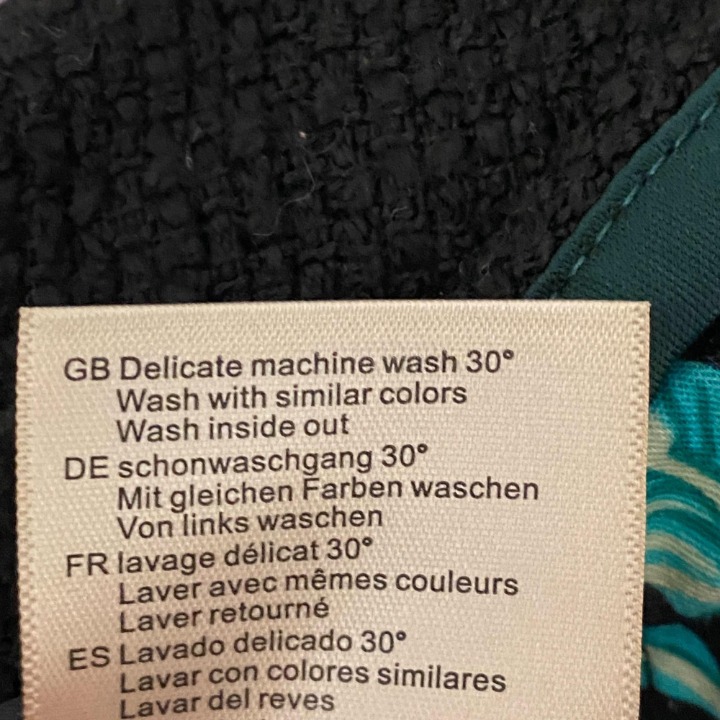 GB Delicate machine wash 30°
Wash with similar colors
Wash inside out
DE schonwaschgang 30°
Mit gleichen Farben waschen
Von links waschen
FR lavage délicat 30°
Laver avec mêmes couleurs
Laver retourné
ES Lavado delicado 30°
Lavar con colores similares
Lavar del reves